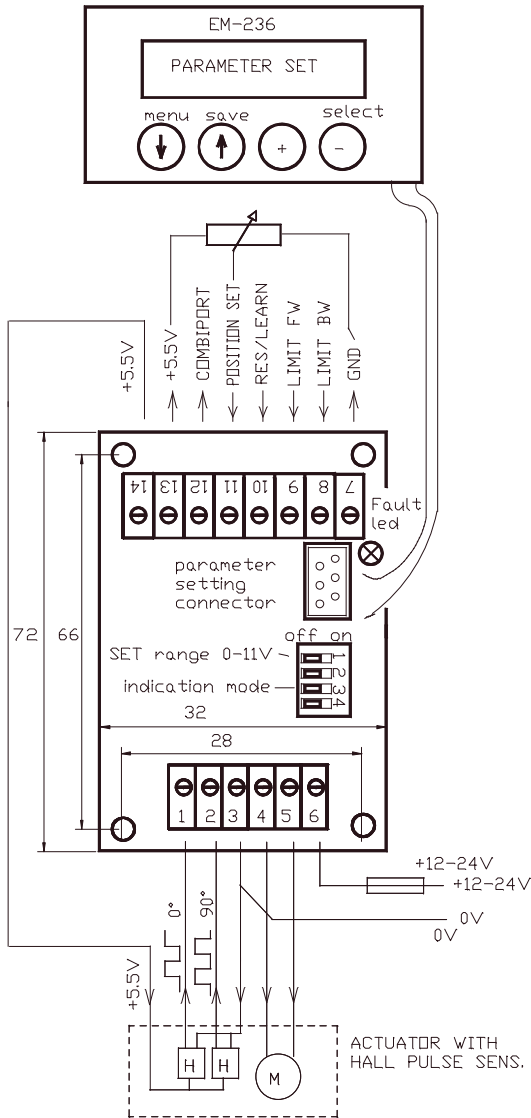 EM-236
PARAMETER SET
menu save select
+ -
+5.5V
+5.5V
COMBIPORT
POSITION SET
RES/LEARN
LIMIT FW
LIMIT BW
GND
14 13 12 11 10 9 8 7
Fault
led
parameter
setting
connector
72
66
off on
SET range 0-11V
1
2
indication mode
3
4
32
28
1 2 3 4 5 6
+12-24V
+12-24V
0°
90°
0V
0V
+5.5V
H H M
ACTUATOR WITH
HALL PULSE SENS.